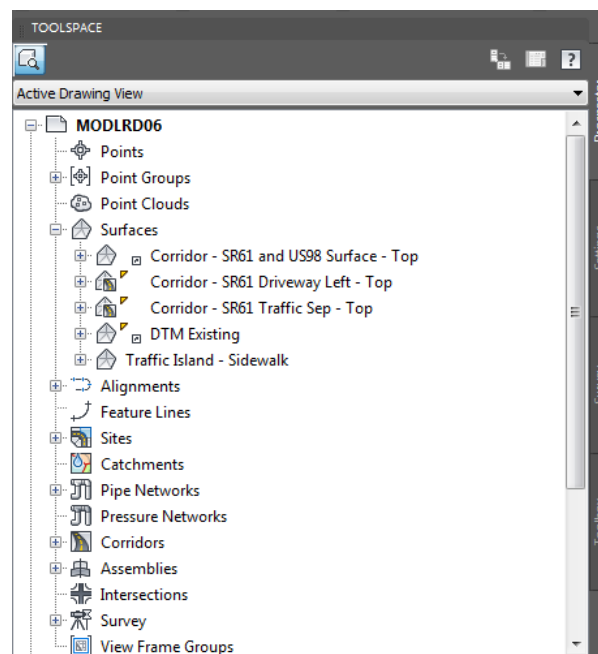 TOOLSPACE
?
Active Drawing View
MODLRD06
Points
Point Groups
Point Clouds
Surfaces
Corridor - SR61 and US98 Surface - Top
Corridor - SR61 Driveway Left - Top
Corridor - SR61 Traffic Sep - Top
DTM Existing
Traffic Island - Sidewalk
Alignments
Feature Lines
Sites
Catchments
Pipe Networks
Pressure Networks
Corridors
Assemblies
Intersections
Survey
View Frame Groups